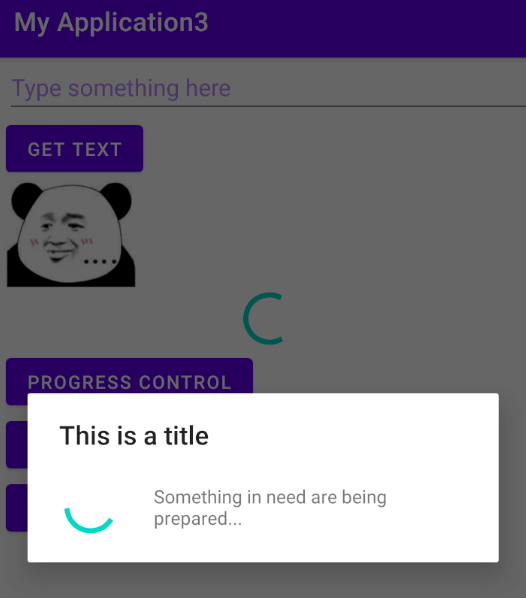 My Application3
Type something here
GET TEXT
....
PROGRESS CONTROL
This is a title
Something in need are being
prepared...